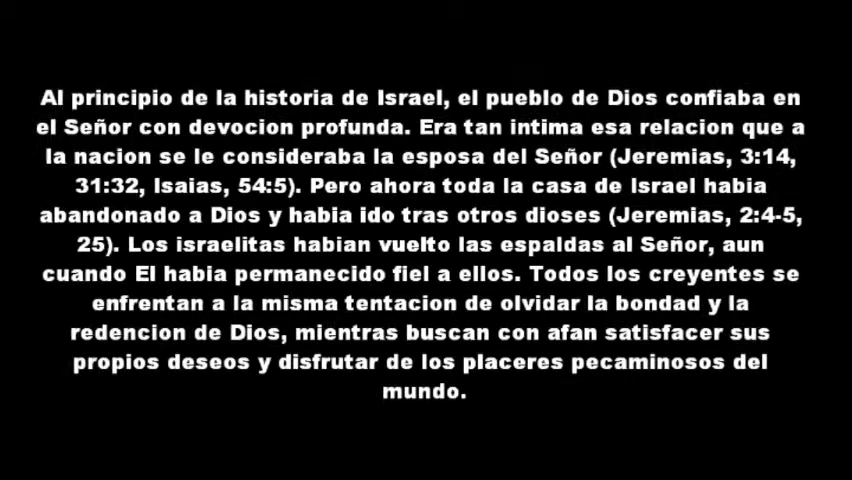 Al principio de la historia de Israel, el pueblo de Dios confiaba en
el Señor con devocion profunda. Era tan intima esa relacion que a
la nacion se le consideraba la esposa del Señor (Jeremias, 3:14,
31:32, Isaias, 54:5). Pero ahora toda la casa de Israel habia
abandonado a Dios y habia ido tras otros dioses (Jeremias, 2:4-5,
25). Los israelitas habian vuelto las espaldas al Señor, aun
cuando El habia permanecido fiel a ellos. Todos los creyentes se
enfrentan a la misma tentacion de olvidar la bondad y la
redencion de Dios, mientras buscan con afan satisfacer sus
propios deseos y disfrutar de los placeres pecaminosos del
mundo.